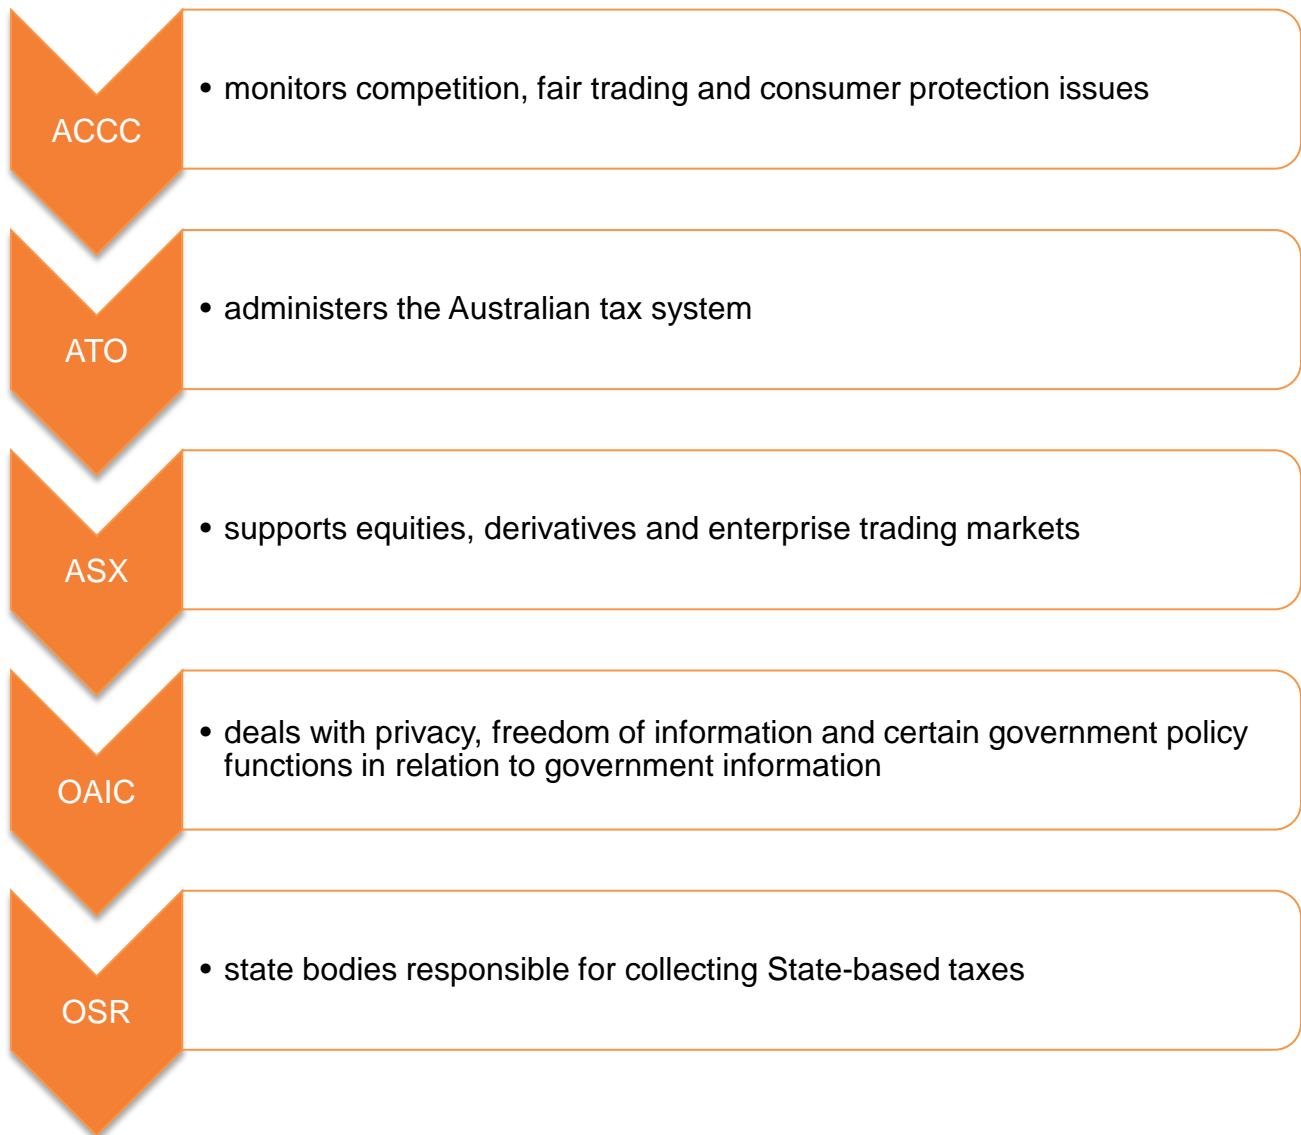 ACCC
• monitors competition, fair trading and consumer protection issues
ATO
• administers the Australian tax system
ASX
• supports equities, derivatives and enterprise trading markets
OAIC
• deals with privacy, freedom of information and certain government policy
functions in relation to government information
OSR
• state bodies responsible for collecting State-based taxes